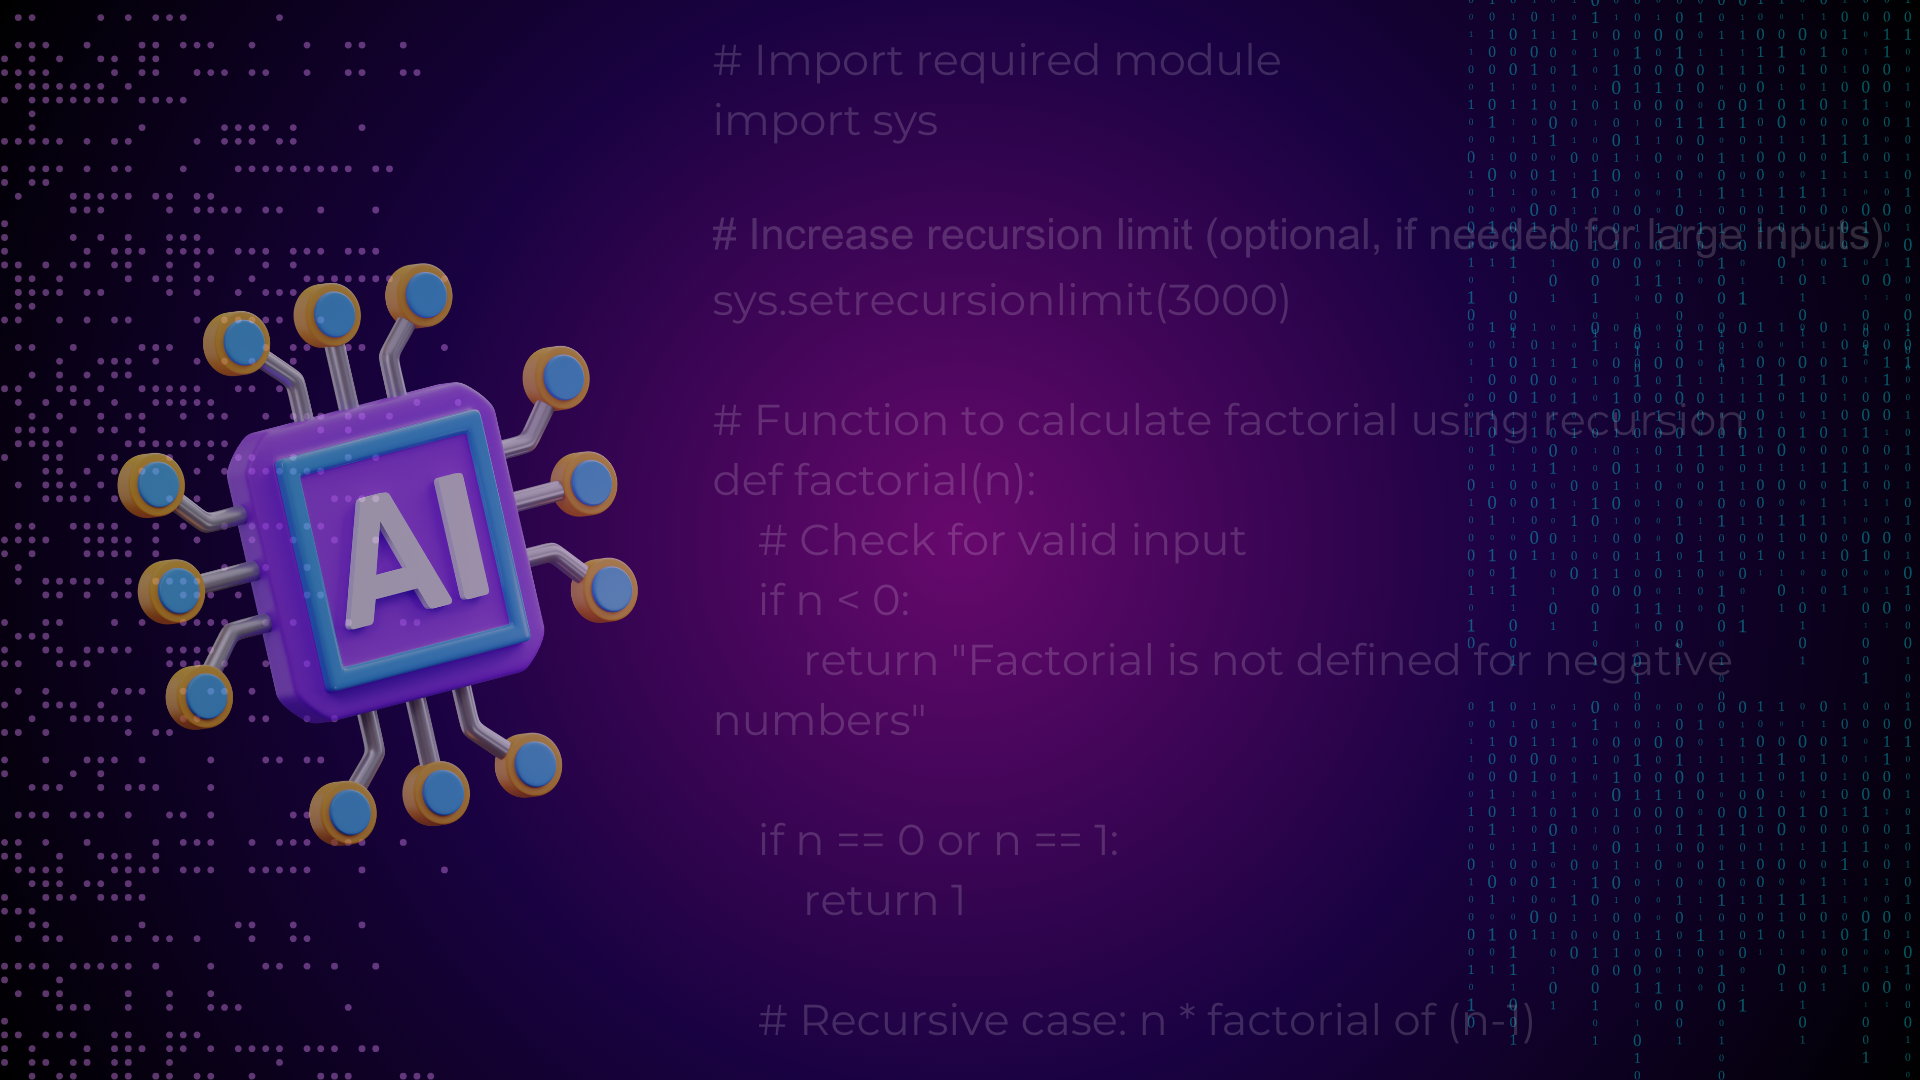 AI
# Import required module
import sys
# Increase recursion limit (optional, if needed for large inputs)
sys.setrecursionlimit(3000)
# Function to calculate factorial using recursion
def factorial(n):
# Check for valid input
if n < 0:
return "Factorial is not defined for negative
numbers"
if n == 0 or n == 1:
return 1
# Recursive case: n * factorial of (n-1)